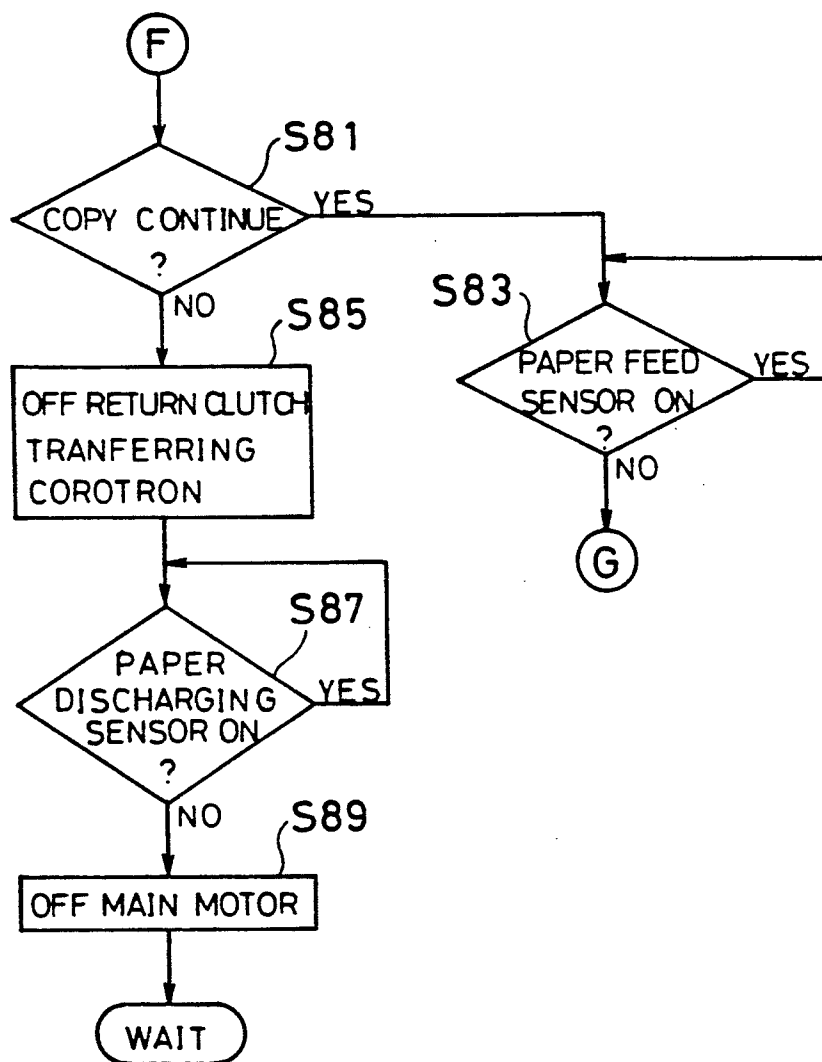 F
S81
COPY CONTINUE
?
YES
NO
S83
PAPER FEED
SENSOR ON
?
YES
NO
G
S85
OFF RETURN CLUTCH
TRANFERRING
COROTRON
S87
PAPER
DISCHARGING
SENSOR ON
?
YES
NO
S89
OFF MAIN MOTOR
WAIT